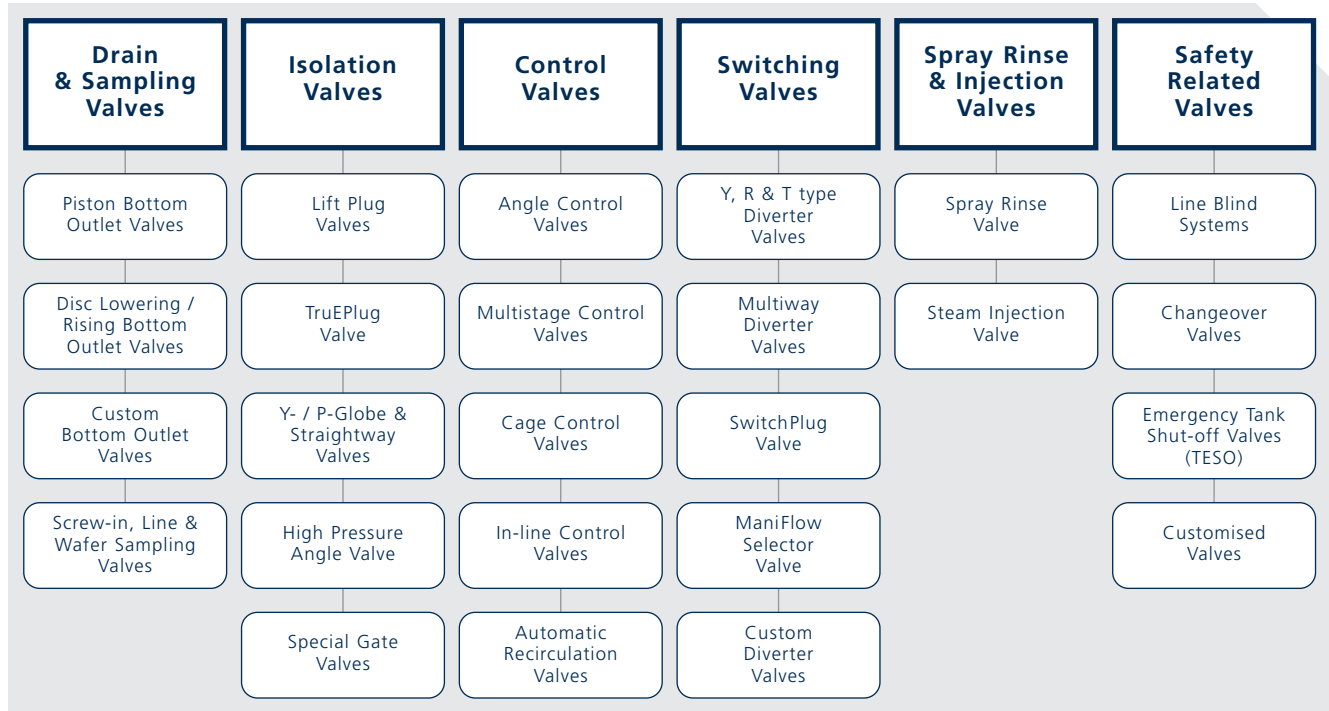 Drain
& Sampling
Valves
Piston Bottom
Outlet Valves
Disc Lowering /
Rising Bottom
Outlet Valves
Custom
Bottom Outlet
Valves
Screw-in, Line &
Wafer Sampling
Valves
Isolation
Valves
Lift Plug
Valves
TruEPlug
Valve
Y- / P-Globe &
Straightway
Valves
High Pressure
Angle Valve
Special Gate
Valves
Control
Valves
Angle Control
Valves
Multistage Control
Valves
Cage Control
Valves
In-line Control
Valves
Automatic
Recirculation
Valves
Switching
Valves
Y, R & T type
Diverter
Valves
Multiway
Diverter
Valves
SwitchPlug
Valve
ManiFlow
Selector
Valve
Custom
Diverter
Valves
Spray Rinse
& Injection
Valves
Spray Rinse
Valve
Steam Injection
Valve
Safety
Related
Valves
Line Blind
Systems
Changeover
Valves
Emergency Tank
Shut-off Valves
(TESO)
Customised
Valves